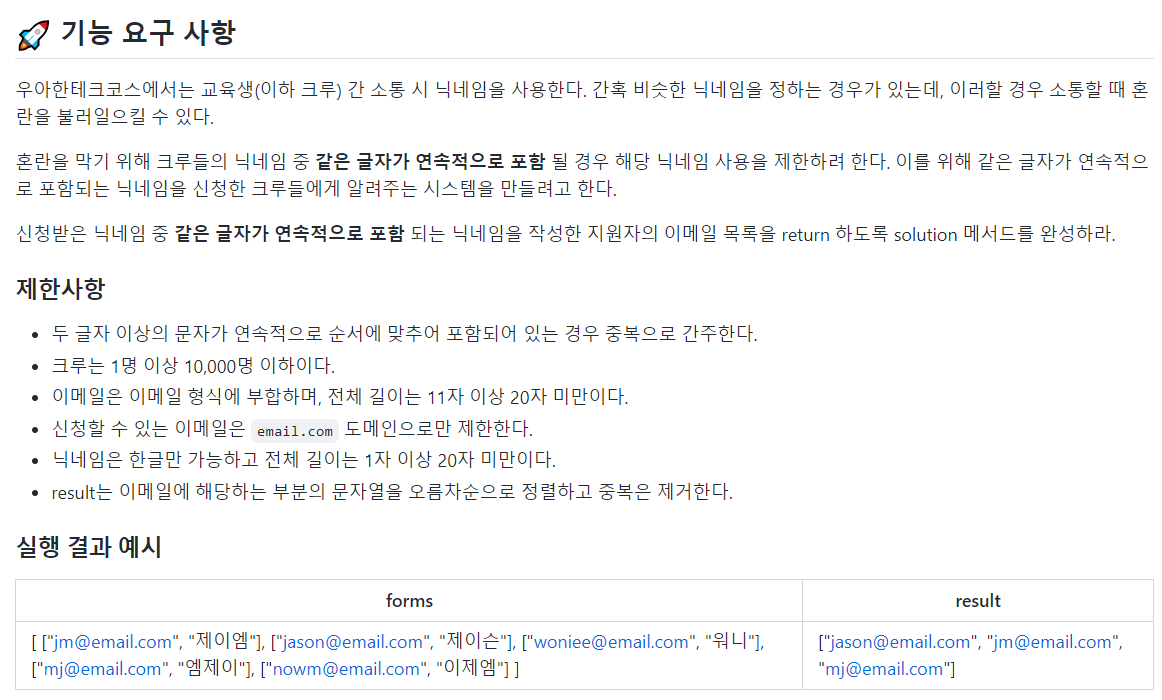 🚀 기능 요구 사항
우아한테크코스에서는 교육생(이하 크루) 간 소통 시 닉네임을 사용한다. 간혹 비슷한 닉네임을 정하는 경우가 있는데, 이러할 경우 소통할 때 혼
란을 불러일으킬 수 있다.
혼란을 막기 위해 크루들의 닉네임 중 같은 글자가 연속적으로 포함 될 경우 해당 닉네임 사용을 제한하려 한다. 이를 위해 같은 글자가 연속적으
로 포함되는 닉네임을 신청한 크루들에게 알려주는 시스템을 만들려고 한다.
신청받은 닉네임 중 같은 글자가 연속적으로 포함 되는 닉네임을 작성한 지원자의 이메일 목록을 return 하도록 solution 메서드를 완성하라.
제한사항
• 두 글자 이상의 문자가 연속적으로 순서에 맞추어 포함되어 있는 경우 중복으로 간주한다.
• 크루는 1명 이상 10,000명 이하이다.
• 이메일은 이메일 형식에 부합하며, 전체 길이는 11자 이상 20자 미만이다.
• 신청할 수 있는 이메일은 email.com 도메인으로만 제한한다.
• 닉네임은 한글만 가능하고 전체 길이는 1자 이상 20자 미만이다.
• result는 이메일에 해당하는 부분의 문자열을 오름차순으로 정렬하고 중복은 제거한다.
실행 결과 예시
forms
result
[ ["jm@email.com", "제이엠"], ["jason@email.com", "제이슨"], ["woniee@email.com", "워니"],
["mj@email.com", "엠제이"], ["nowm@email.com", "이제엠"] ]
["jason@email.com", "jm@email.com",
"mj@email.com"]